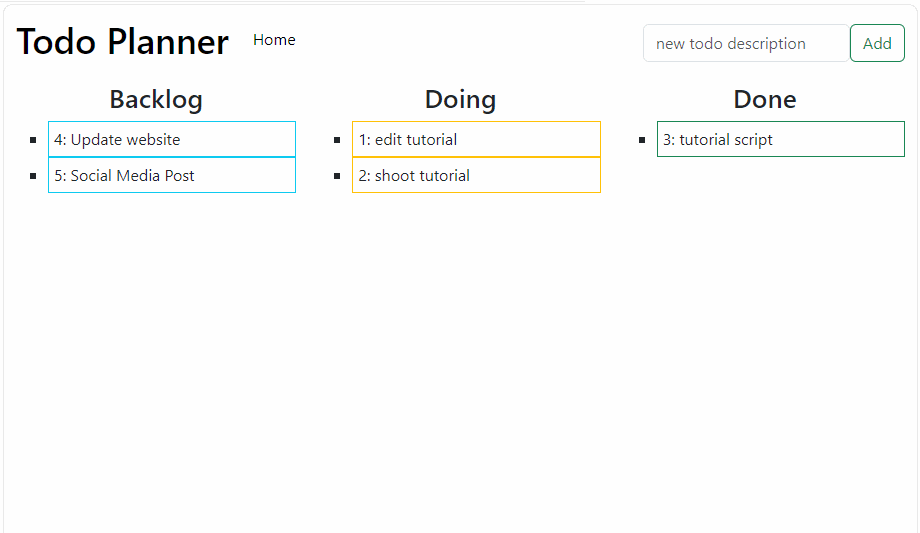 Todo Planner
Home
new todo description
Add
Backlog
4: Update website
5: Social Media Post
Doing
1: edit tutorial
2: shoot tutorial
Done
3: tutorial script